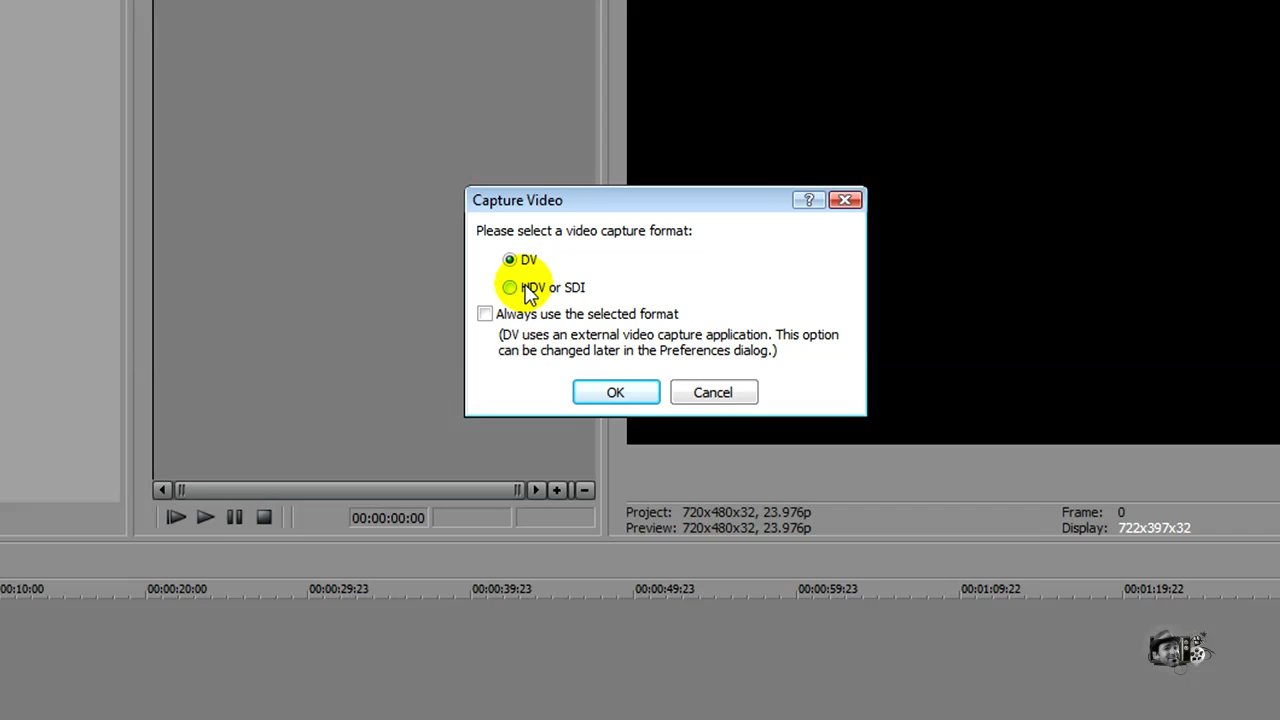 Capture Video
Please select a video capture format:
DV
HDV or SDI
Always use the selected format
(DV uses an external video capture application. This option
can be changed later in the Preferences dialog.)
OK Cancel
00:00:00:00
Project: 720x480x32, 23.976p Frame: 0
Preview: 720x480x32, 23.976p Display: 722x397x32
00:10:00 00:00:20:00 00:00:29:23 00:00:39:23 00:00:49:23 00:00:59:23 00:01:09:22 00:01:19:22